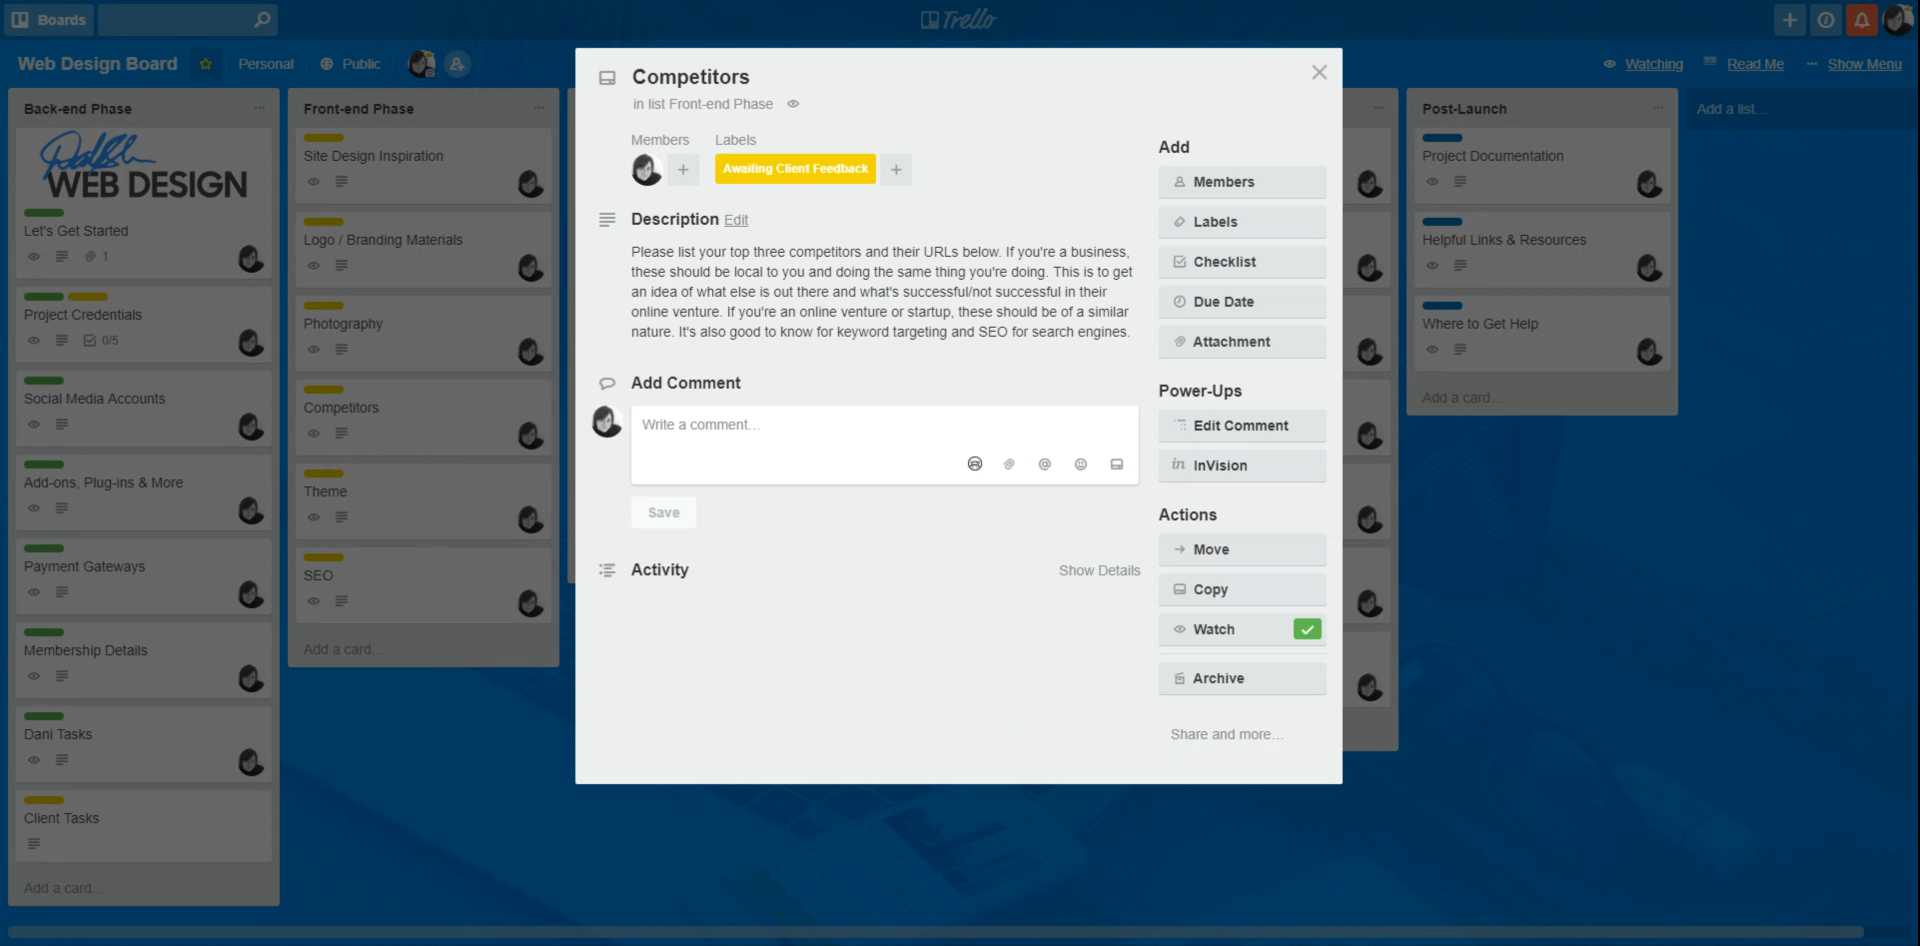 Boards
Trello
Web Design Board
Personal
Public
Watching
Read Me
Show Menu
Back-end Phase
WEB DESIGN
Let's Get Started
1
Project Credentials
0/5
Social Media Accounts
Add-ons, Plug-ins & More
Payment Gateways
Membership Details
Dani Tasks
Client Tasks
Add a card...
Front-end Phase
Site Design Inspiration
Logo / Branding Materials
Photography
Competitors
Theme
SEO
Add a card...
Competitors
in list Front-end Phase
Members
Labels
Awaiting Client Feedback
Description Edit
Please list your top three competitors and their URLs below. If you're a business,
these should be local to you and doing the same thing you're doing. This is to get
an idea of what else is out there and what's successful/not successful in their
online venture. If you're an online venture or startup, these should be of a similar
nature. It's also good to know for keyword targeting and SEO for search engines.
Add Comment
Write a comment...
Save
Activity
Show Details
Add
Members
Labels
Checklist
Due Date
Attachment
Power-Ups
Edit Comment
in InVision
Actions
Move
Copy
Watch
Archive
Share and more...
Post-Launch
Project Documentation
Helpful Links & Resources
Where to Get Help
Add a card...
Add a list...